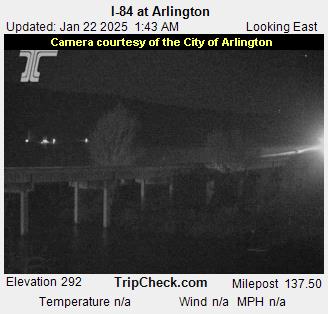 I-84 at Arlington
Updated: Jan 22 2025 1:43 AM Looking East
Camera courtesy of the City of Arlington
Elevation 292 TripCheck.com Milepost 137.50
Temperature n/a Wind n/a MPH n/a